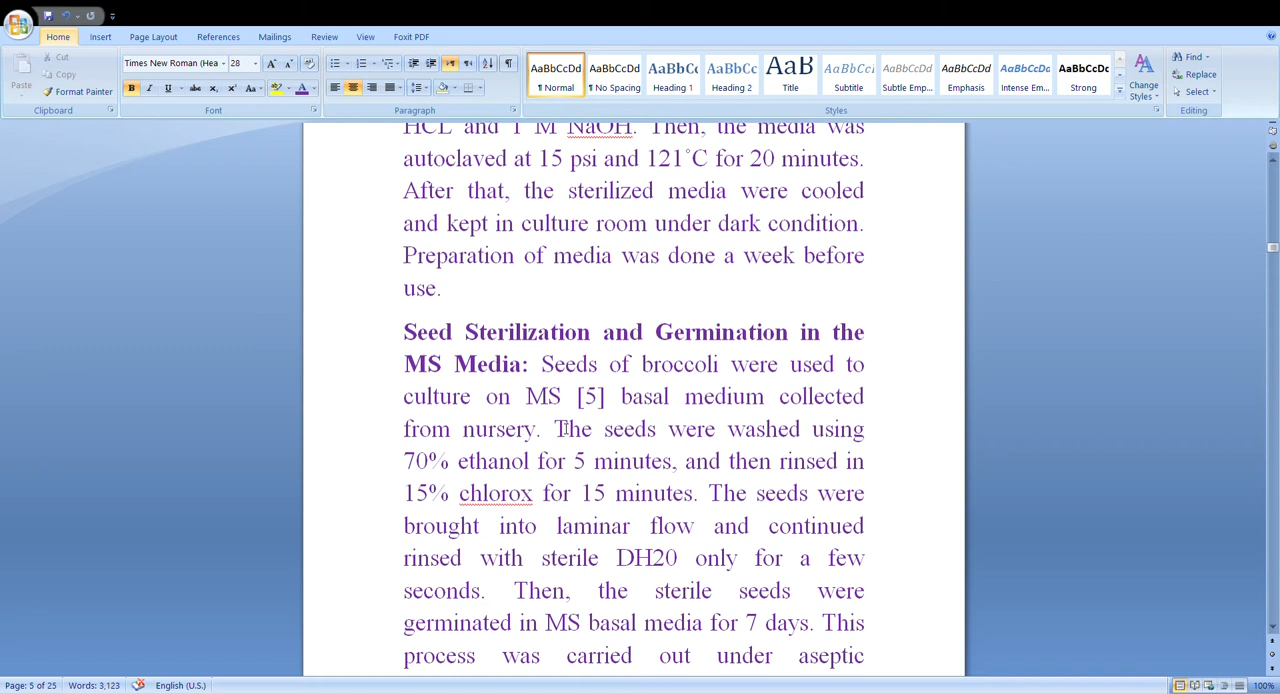 Home Insert Page Layout References Mailings Review View Foxit PDF
Paste
Cut
Copy
Format Painter
Clipboard
Times New Roman (Hea 28
B I U abc X₂ X² Aa
Font
Paragraph
AaBbCcDd AaBbCcDd AaBbCc AaBbCc AaB AaBbCcI AaBbCcDd AaBbCcDd AaBbCcDd AaBbCcDc
¶ Normal ¶ No Spacing Heading 1 Heading 2 Title Subtitle Subtle Emp... Emphasis Intense Em... Strong
Change
Styles
Styles
Find
Replace
Select
Editing
HCL and 1 M NaOH. Then, the media was
autoclaved at 15 psi and 121˚C for 20 minutes.
After that, the sterilized media were cooled
and kept in culture room under dark condition.
Preparation of media was done a week before
use.
Seed Sterilization and Germination in the
MS Media: Seeds of broccoli were used to
culture on MS [5] basal medium collected
from nursery. The seeds were washed using
70% ethanol for 5 minutes, and then rinsed in
15% chlorox for 15 minutes. The seeds were
brought into laminar flow and continued
rinsed with sterile DH20 only for a few
seconds. Then, the sterile seeds were
germinated in MS basal media for 7 days. This
process was carried out under aseptic
Page: 5 of 25 Words: 3,123 English (U.S.) 100%